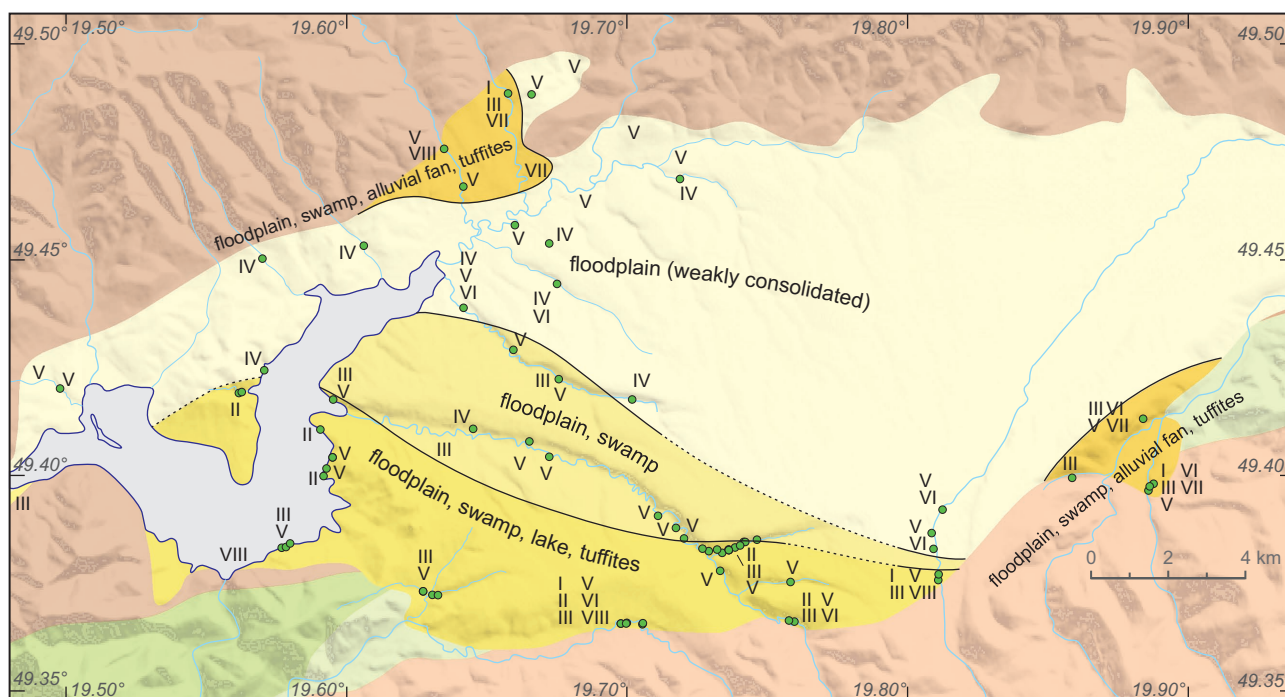 19.50° 19.60° 19.70° 19.80° 19.90°
49.50° 49.50°
V
V
I
III
VII
V
VIII
V
VII
V
V
IV
V
floodplain, swamp, alluvial fan, tuffites
V
IV
IV
IV
49.45° 49.45°
IV
V
VI
floodplain (weakly consolidated)
IV
VI
V
IV
V V
III
V
III
V
IV
II
floodplain, swamp
IV
III
V V
II
V
V
II
III VI
V VII
III
floodplain, swamp, alluvial fan, tuffites
I VI
III VII
V
49.40° 49.40°
III
floodplain, swamp, lake, tuffites
V
VI
V
VI
V
V
III
V
VIII
III
V
II
III
V
V
V
I V
III VIII
I V
II VI
III VIII
II V
III VI
0 2 4 km
49.35° 49.35°
19.50° 19.60° 19.70° 19.80° 19.90°